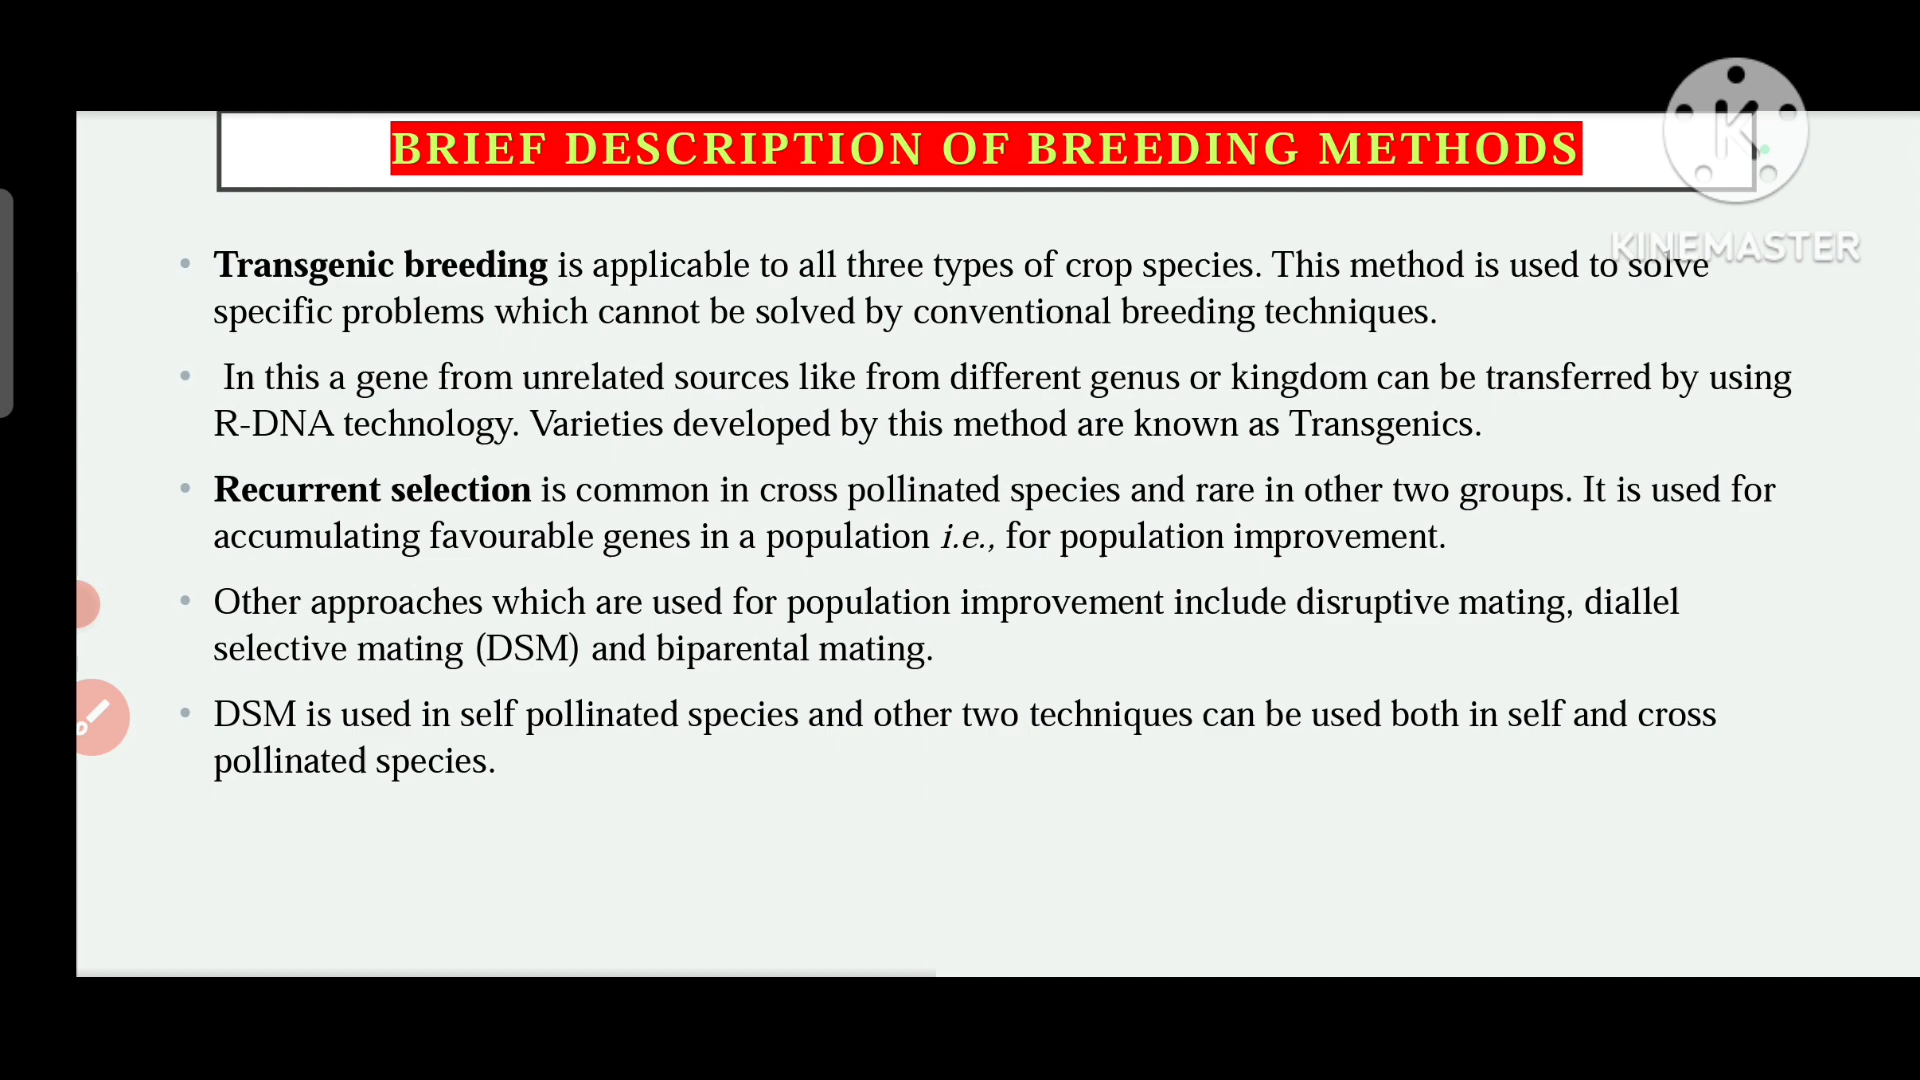 BRIEF DESCRIPTION OF BREEDING METHODS
K
KINEMASTER
• Transgenic breeding is applicable to all three types of crop species. This method is used to solve
specific problems which cannot be solved by conventional breeding techniques.
• In this a gene from unrelated sources like from different genus or kingdom can be transferred by using
R-DNA technology. Varieties developed by this method are known as Transgenics.
• Recurrent selection is common in cross pollinated species and rare in other two groups. It is used for
accumulating favourable genes in a population i.e., for population improvement.
• Other approaches which are used for population improvement include disruptive mating, diallel
selective mating (DSM) and biparental mating.
• DSM is used in self pollinated species and other two techniques can be used both in self and cross
pollinated species.